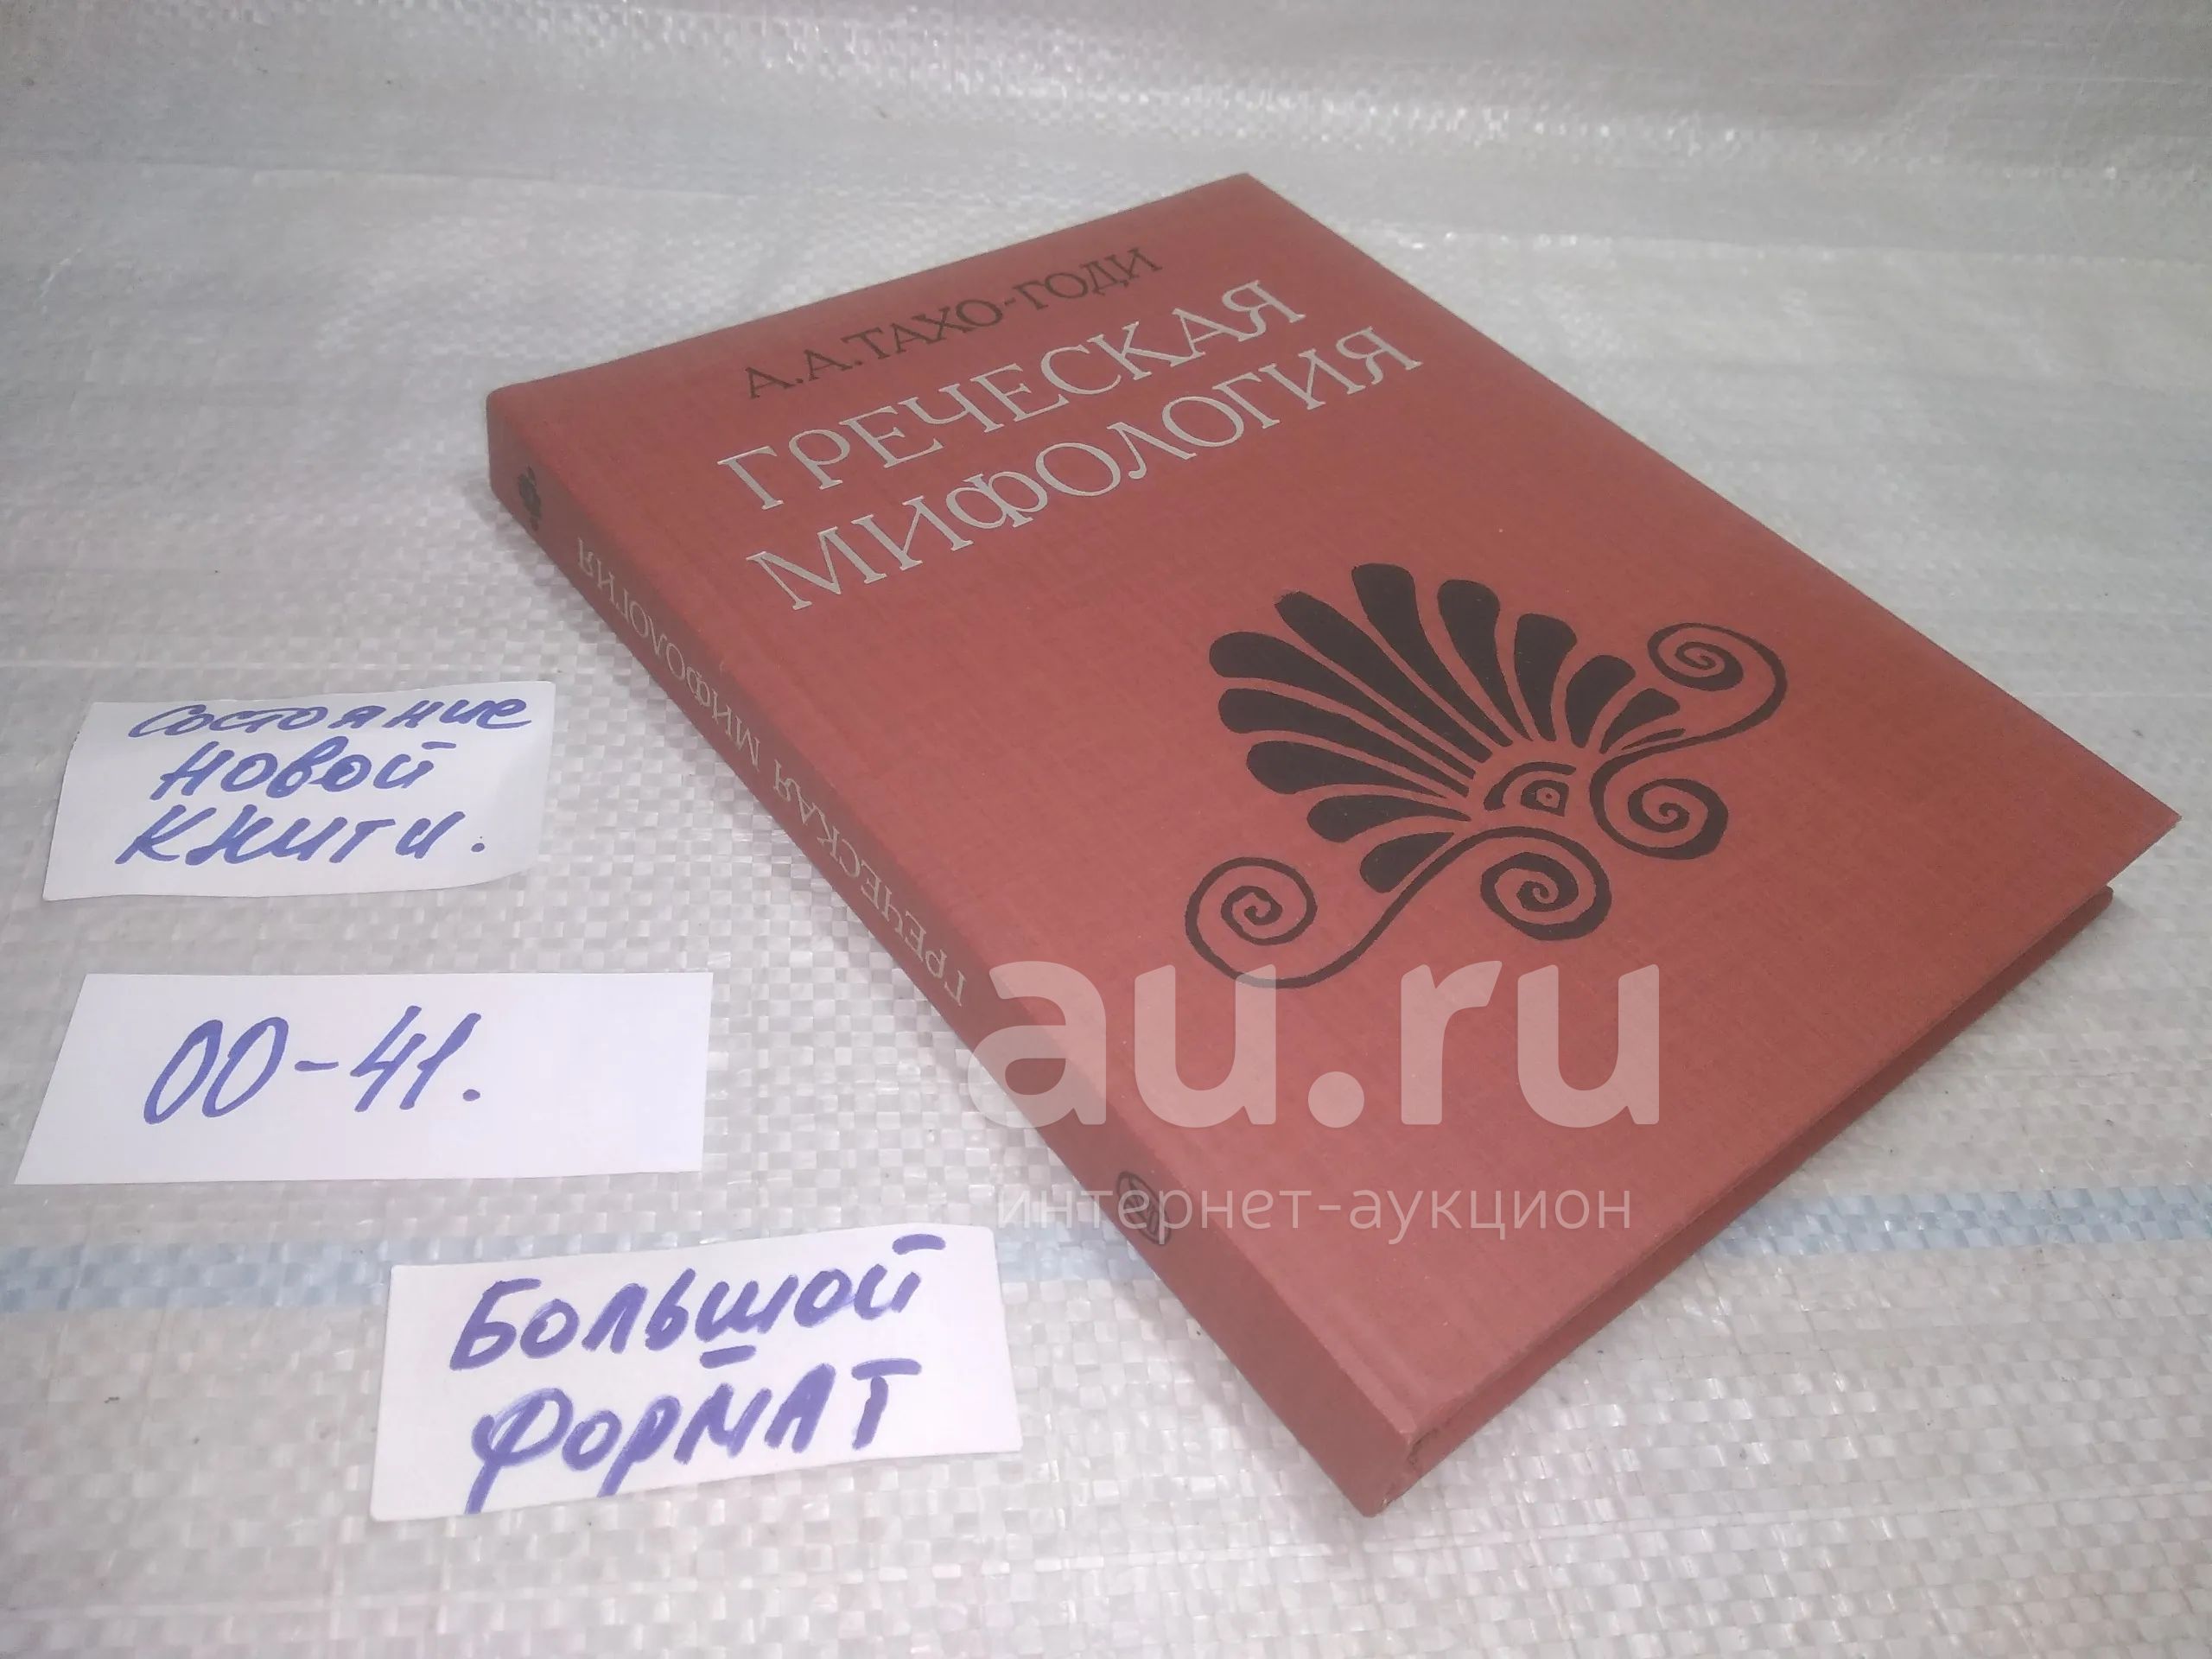 А.А.ТАХО-ГОДИ
ГРЕЧЕСКАЯ
МИФОЛОГИЯ
ГРЕЧЕСКАЯ МИФОЛОГИЯ
состояние
новой
книги.
00-41.
БОЛЬШОЙ
ФОРМАТ
au.ru
интернет-аукцион